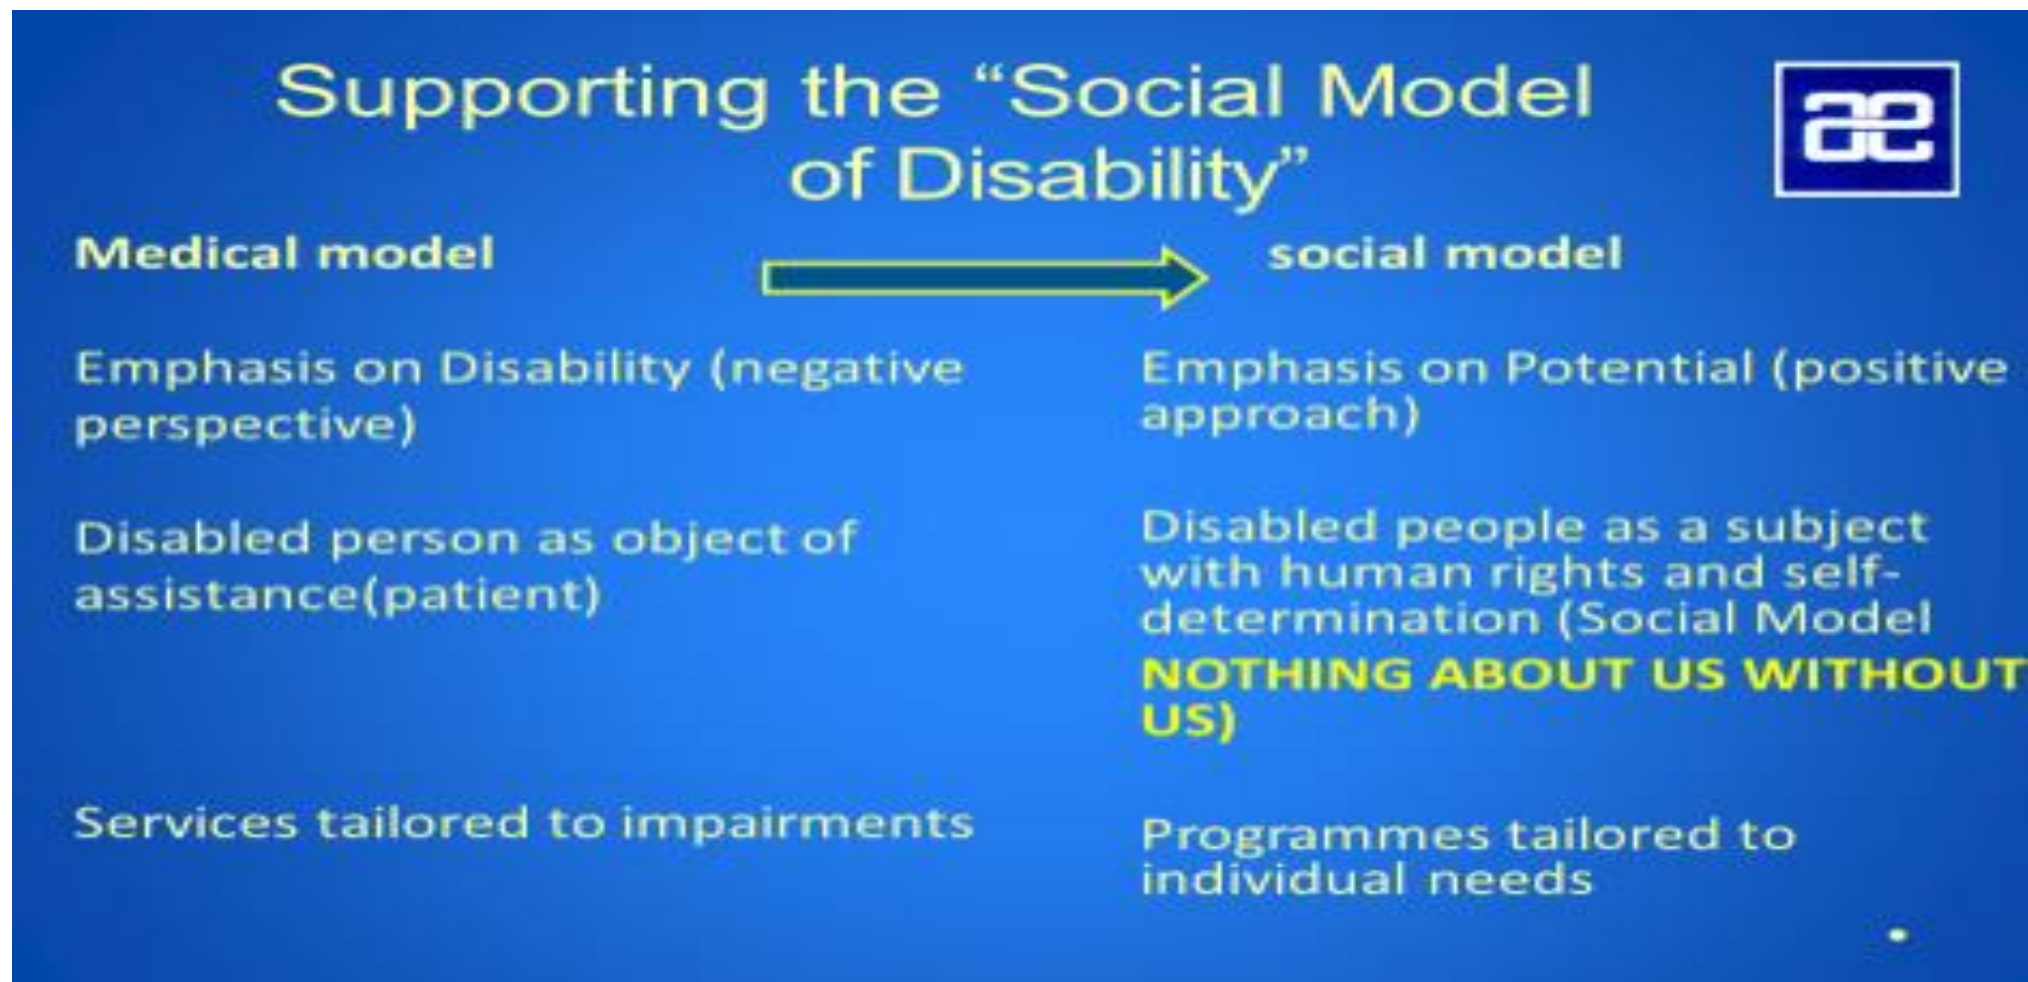 Supporting the “Social Model
of Disability”
æ
Medical model
social model
Emphasis on Disability (negative
perspective)
Emphasis on Potential (positive
approach)
Disabled person as object of
assistance(patient)
Disabled people as a subject
with human rights and self-
determination (Social Model
NOTHING ABOUT US WITHOUT
US)
Services tailored to impairments
Programmes tailored to
individual needs